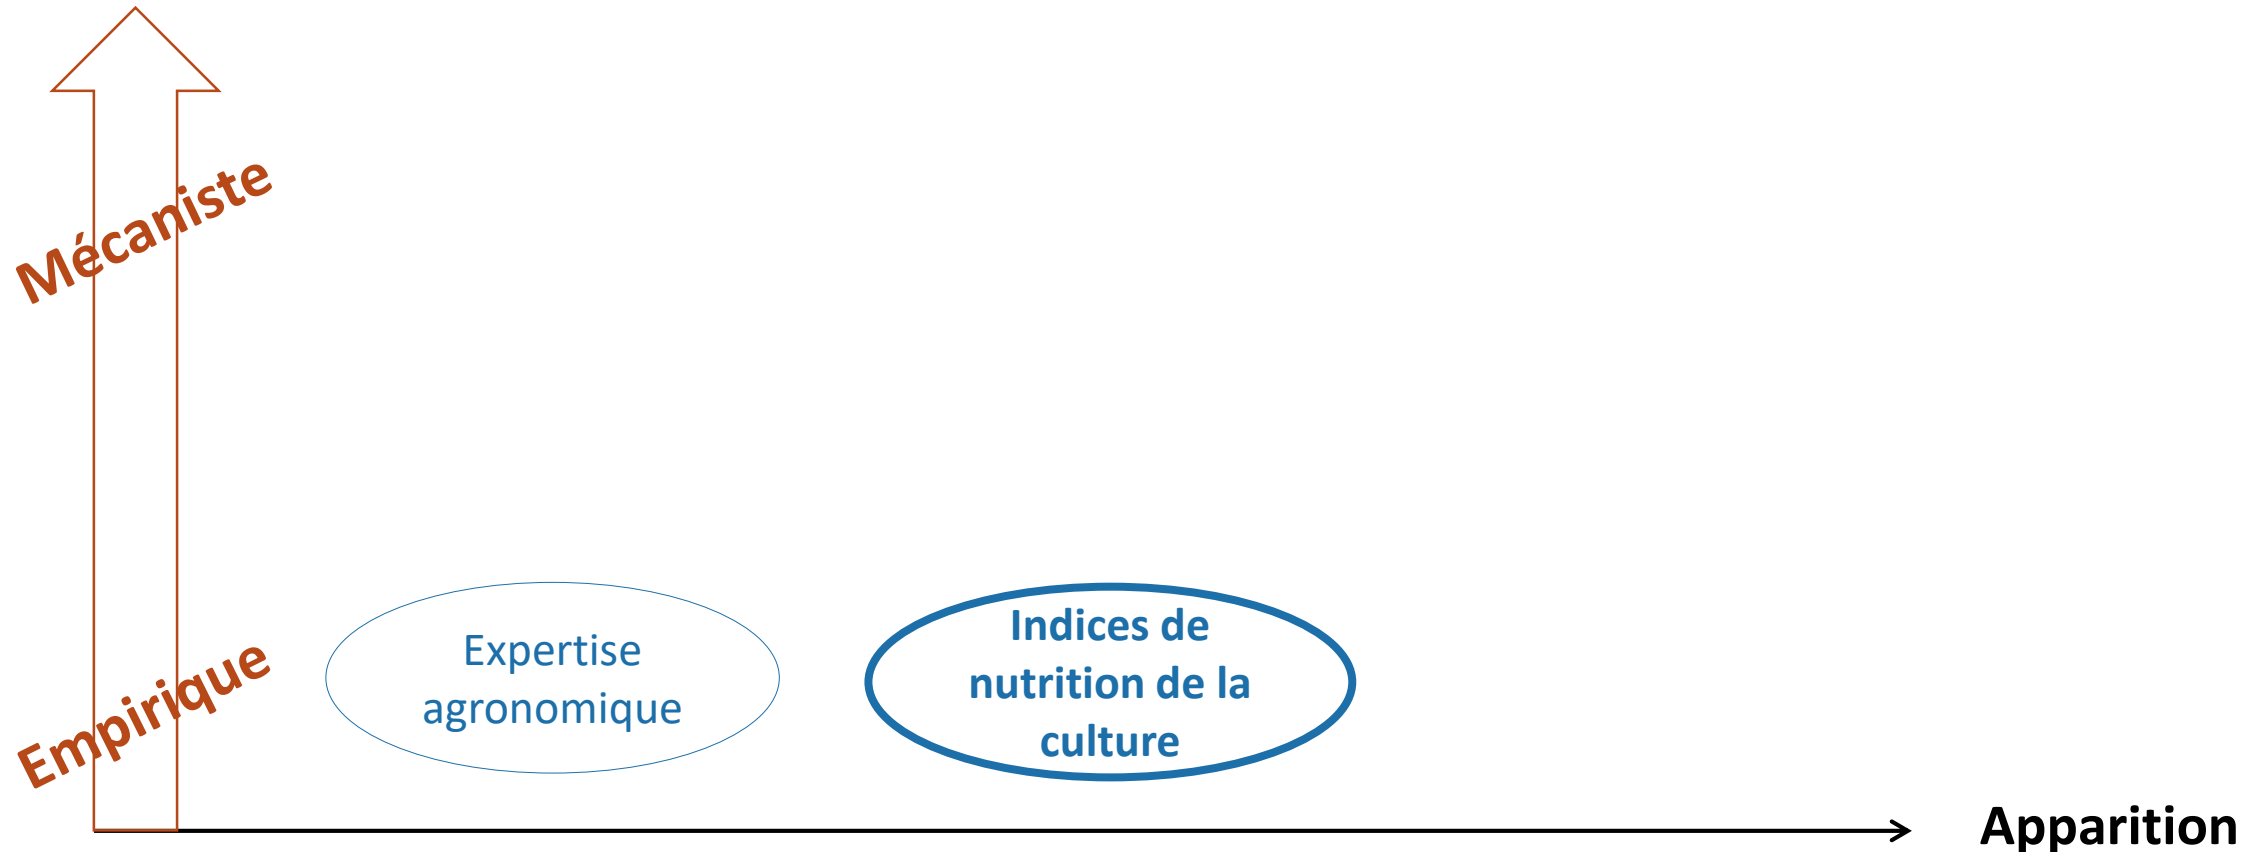 Mécaniste
Empirique
Expertise
agronomique
Indices de
nutrition de la
culture
Apparition